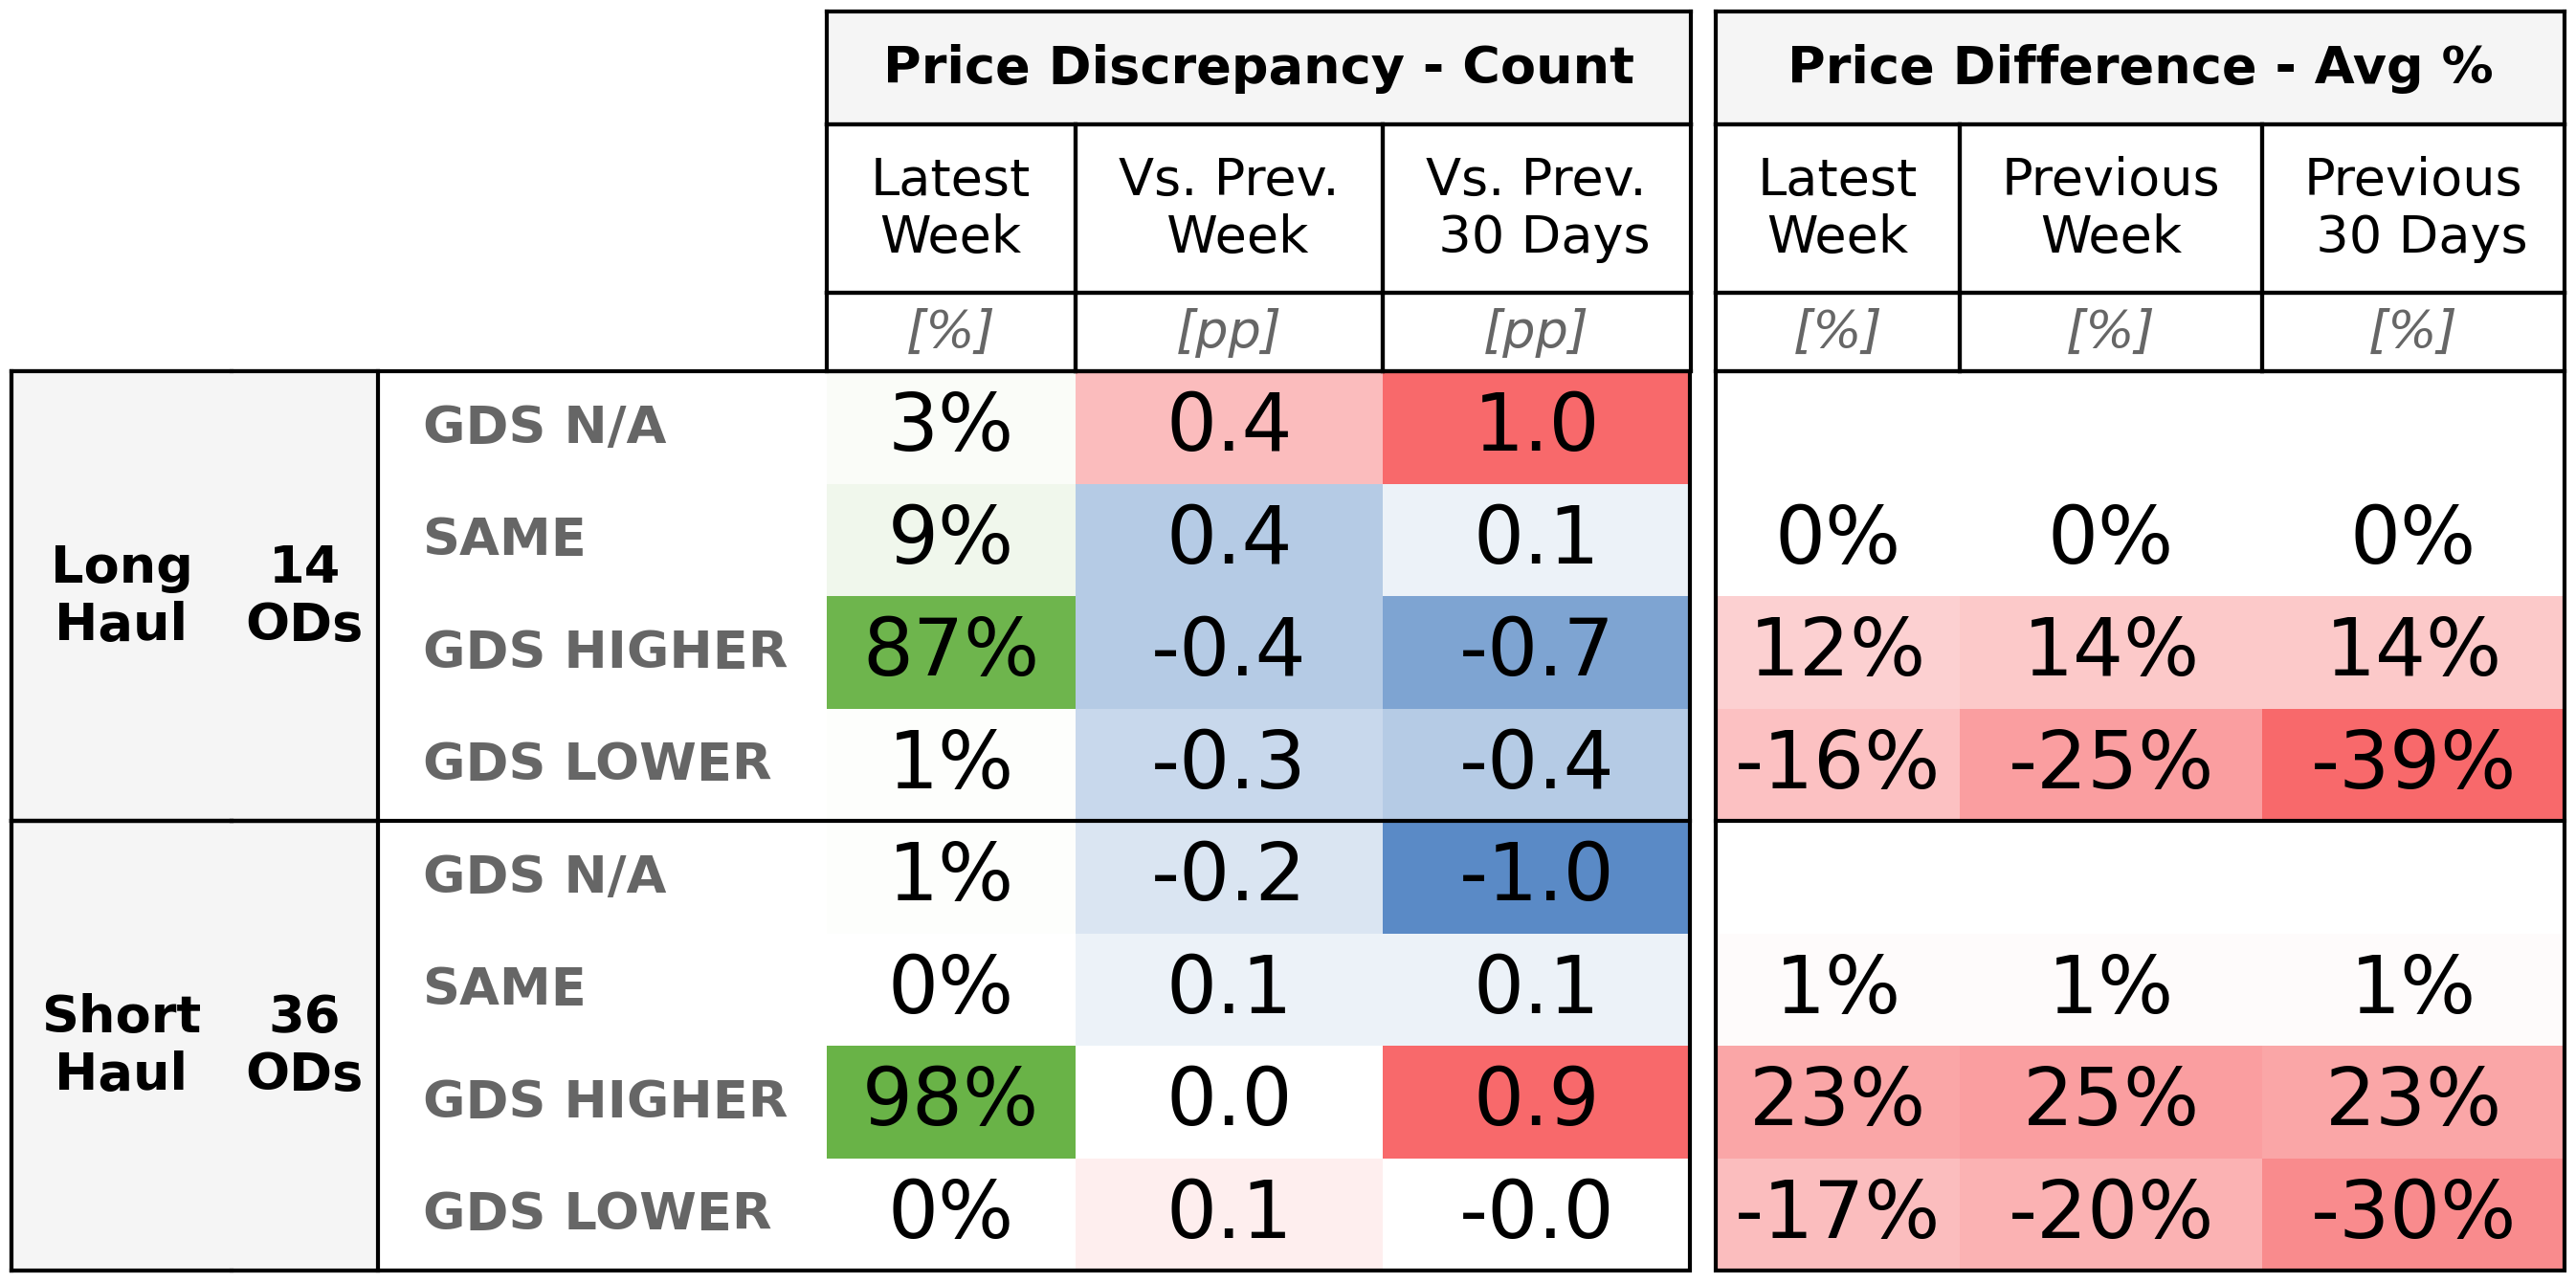 Price Discrepancy - Count Price Difference - Avg %
Latest Week Vs. Prev. Week Vs. Prev. 30 Days Latest Week Previous Week Previous 30 Days
[%] [pp] [pp] [%] [%] [%]
Long Haul 14 ODs
GDS N/A 3% 0.4 1.0
SAME 9% 0.4 0.1 0% 0% 0%
GDS HIGHER 87% -0.4 -0.7 12% 14% 14%
GDS LOWER 1% -0.3 -0.4 -16% -25% -39%
Short Haul 36 ODs
GDS N/A 1% -0.2 -1.0
SAME 0% 0.1 0.1 1% 1% 1%
GDS HIGHER 98% 0.0 0.9 23% 25% 23%
GDS LOWER 0% 0.1 -0.0 -17% -20% -30%